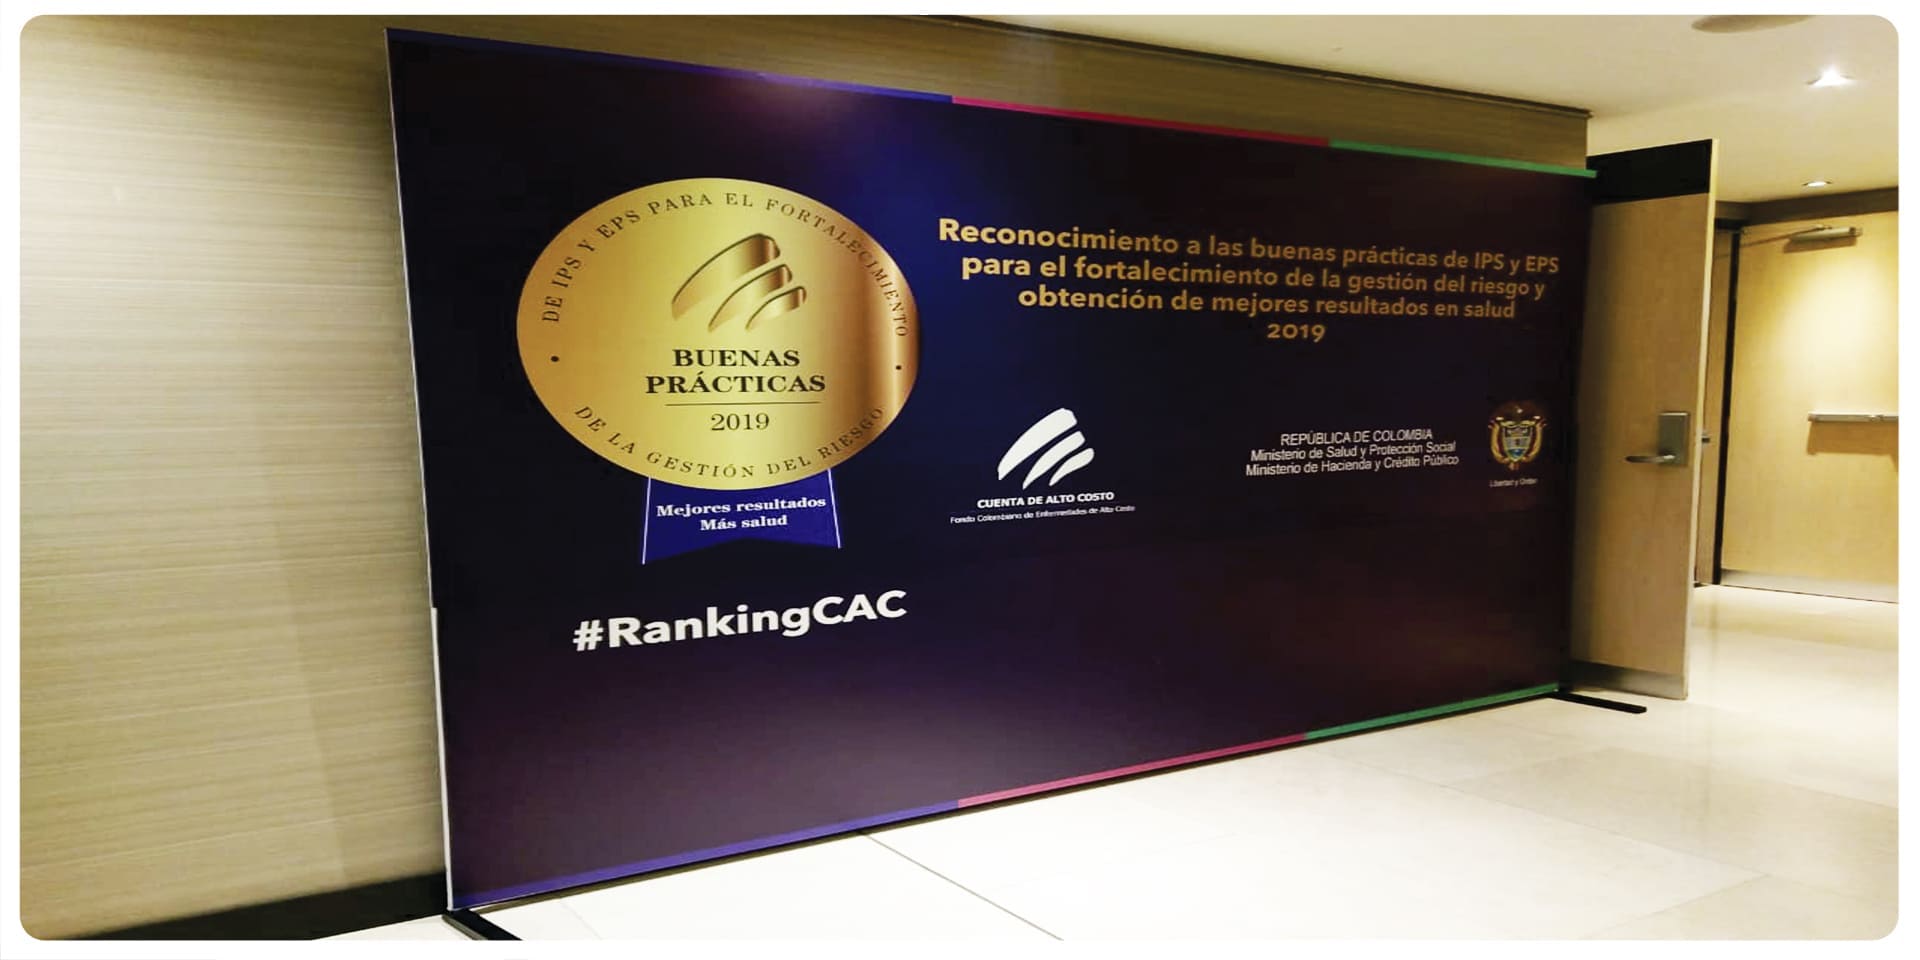 DE IPS Y EPS PARA EL FORTALECIMIENTO
BUENAS
PRÁCTICAS
2019
DE LA GESTIÓN DEL RIESGO
Mejores resultados
Más salud
#RankingCAC
Reconocimiento a las buenas prácticas de IPS y EPS
para el fortalecimiento de la gestión del riesgo y
obtención de mejores resultados en salud
2019
CUENTA DE ALTO COSTO
Fondo Colombiano de Enfermedades de Alto Costo
REPÚBLICA DE COLOMBIA
Ministerio de Salud y Protección Social
Ministerio de Hacienda y Crédito Público
Libertad y Orden